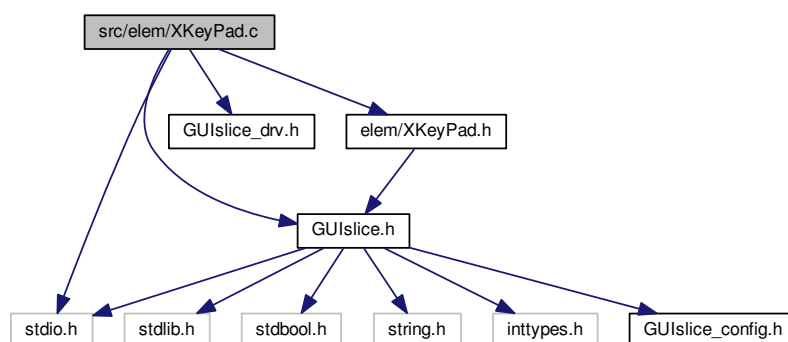 src/elem/XKeyPad.c
GUIslice_drv.h
elem/XKeyPad.h
GUIslice.h
stdio.h
stdlib.h
stdbool.h
string.h
inttypes.h
GUIslice_config.h